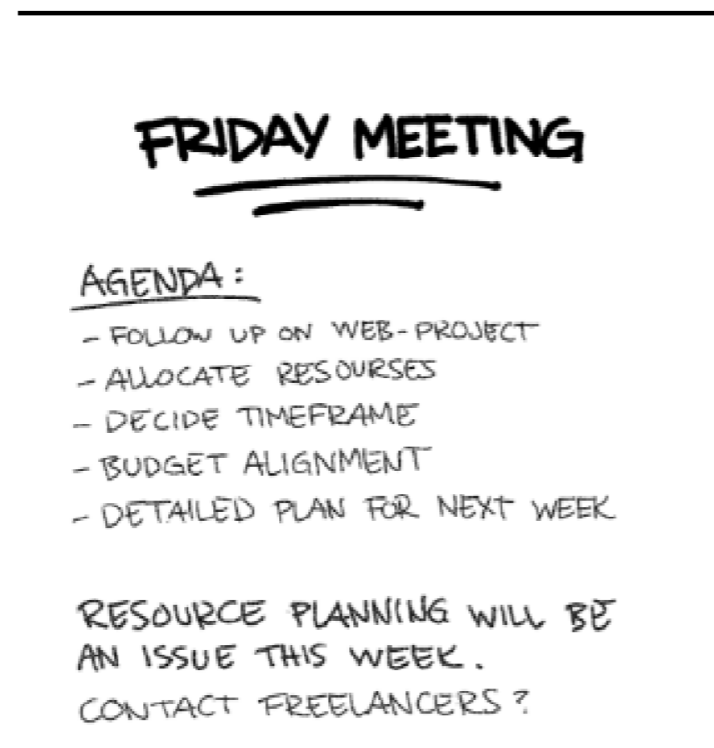 FRIDAY MEETING
AGENDA:
- FOLLOW UP ON WEB-PROJECT
- ALLOCATE RESOURSES
- DECIDE TIMEFRAME
- BUDGET ALIGNMENT
- DETAILED PLAN FOR NEXT WEEK
RESOURCE PLANNING WILL BE
AN ISSUE THIS WEEK.
CONTACT FREELANCERS?